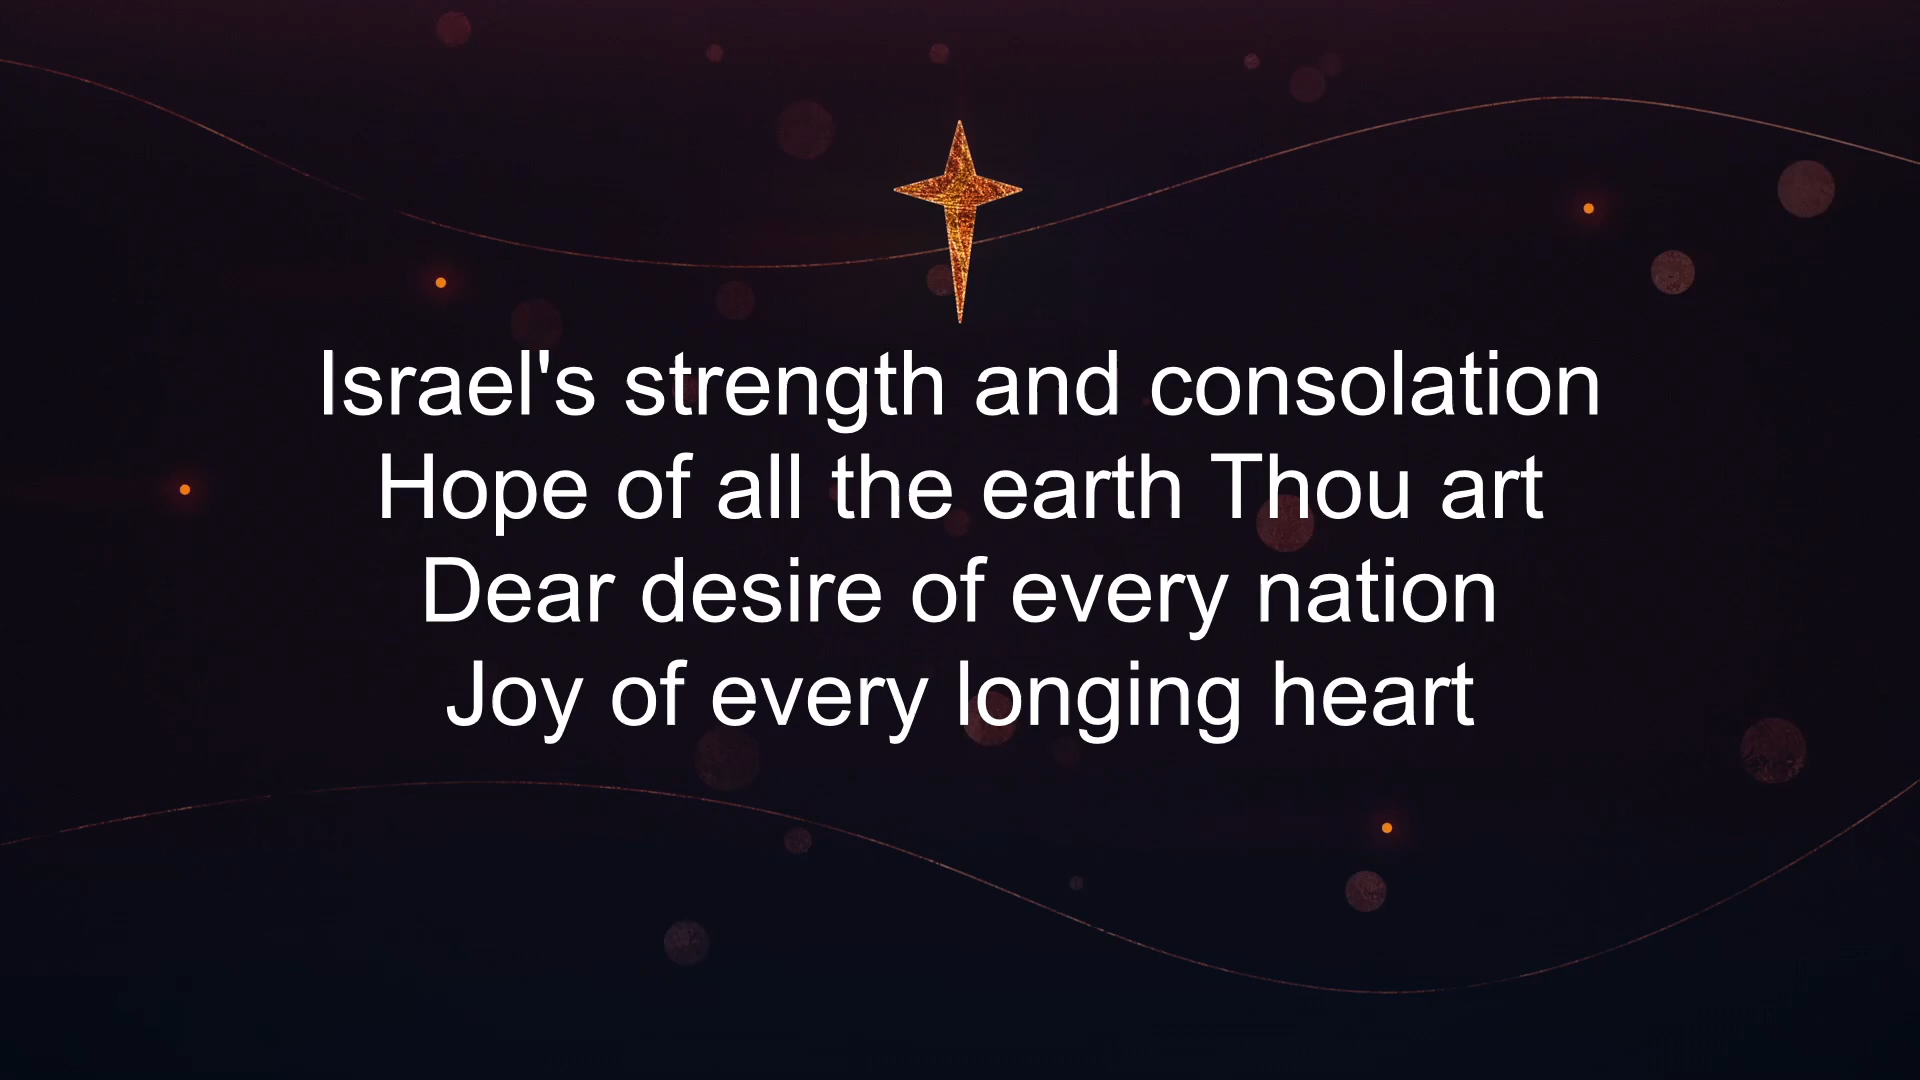 Israel's strength and consolation
Hope of all the earth Thou art
Dear desire of every nation
Joy of every longing heart